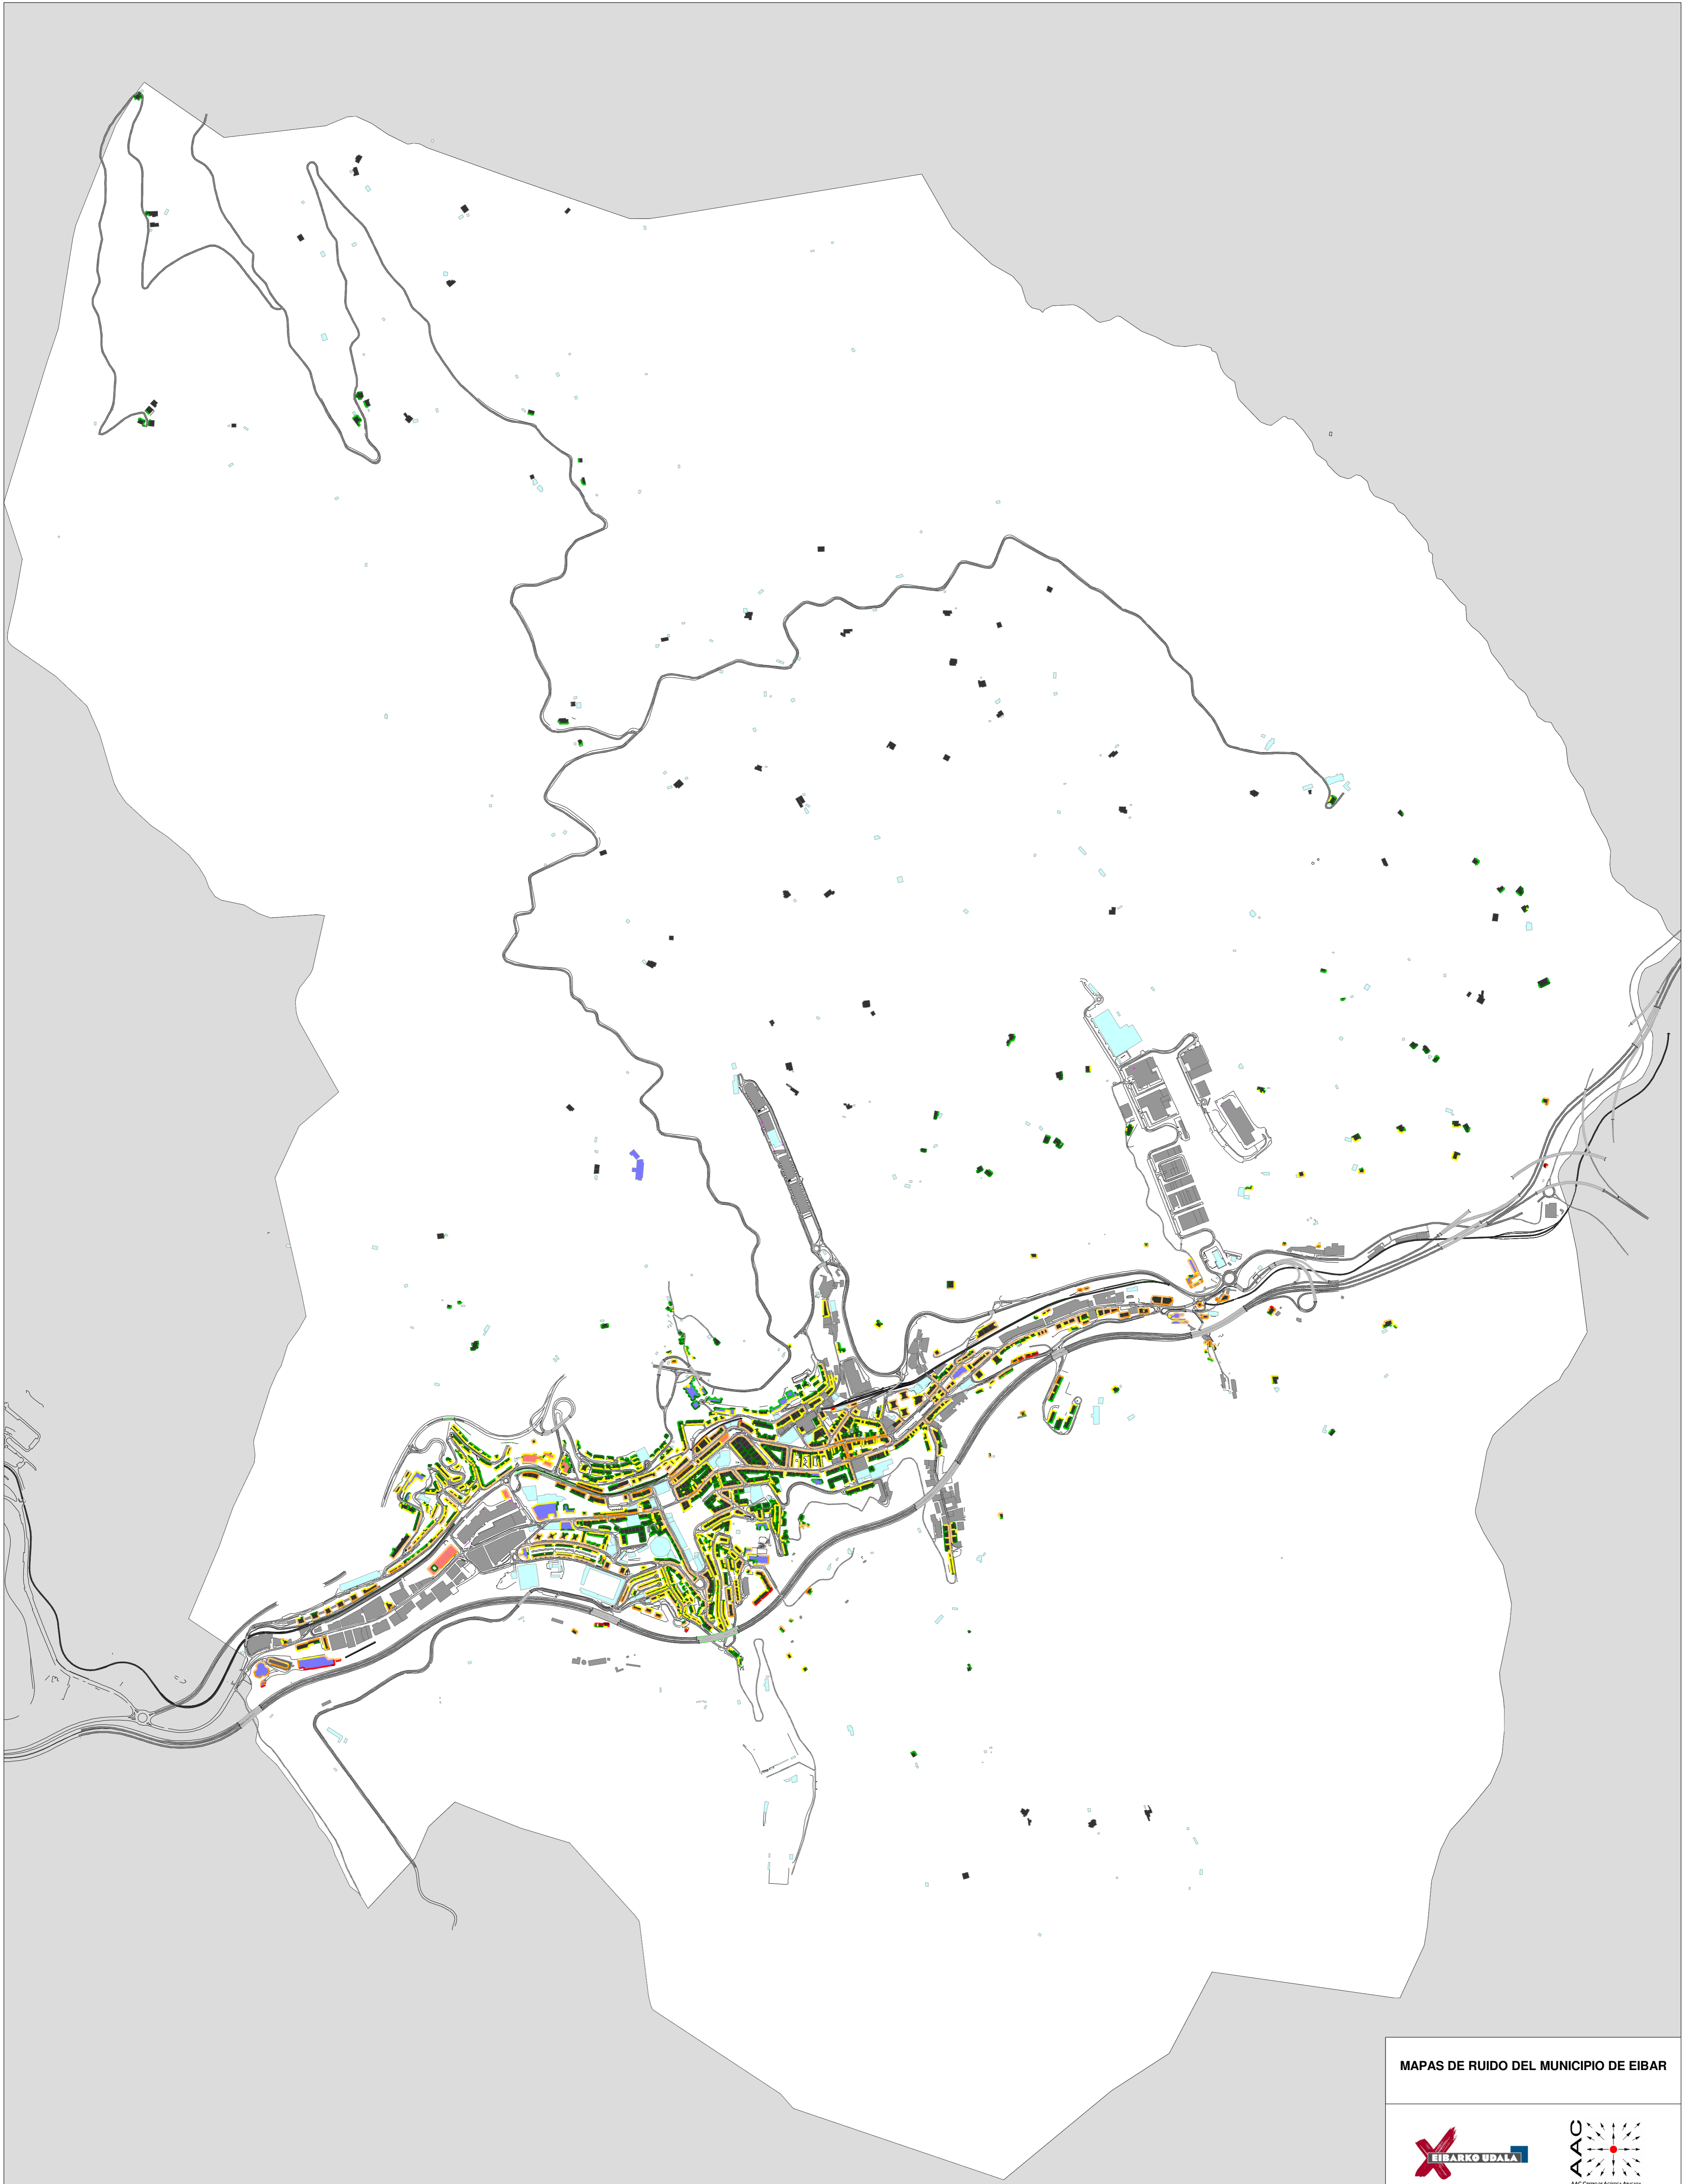 MAPAS DE RUIDO DEL MUNICIPIO DE EIBAR
EIBARKO UDALA
AAC